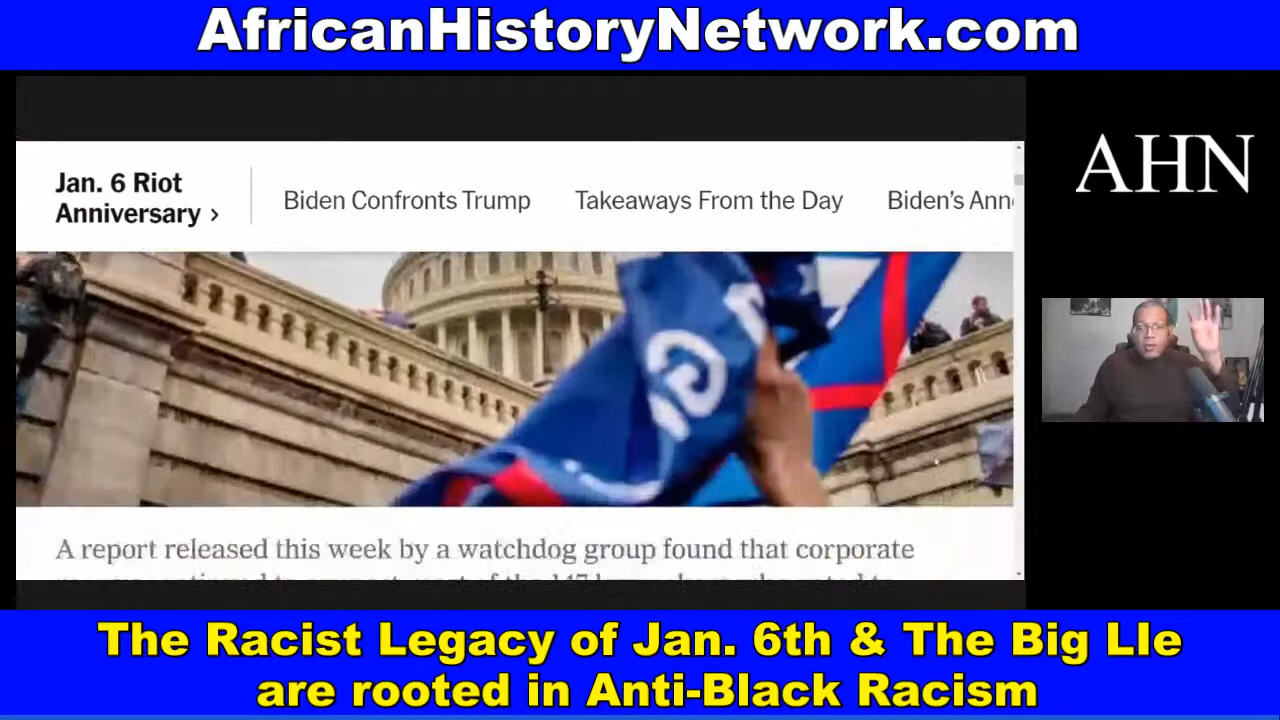 AfricanHistoryNetwork.com
AHN
Jan. 6 Riot
Anniversary ›
Biden Confronts Trump
Takeaways From the Day
Biden's
A report released this week by a watchdog group found that corporate
The Racist Legacy of Jan. 6th & The Big LIe
are rooted in Anti-Black Racism